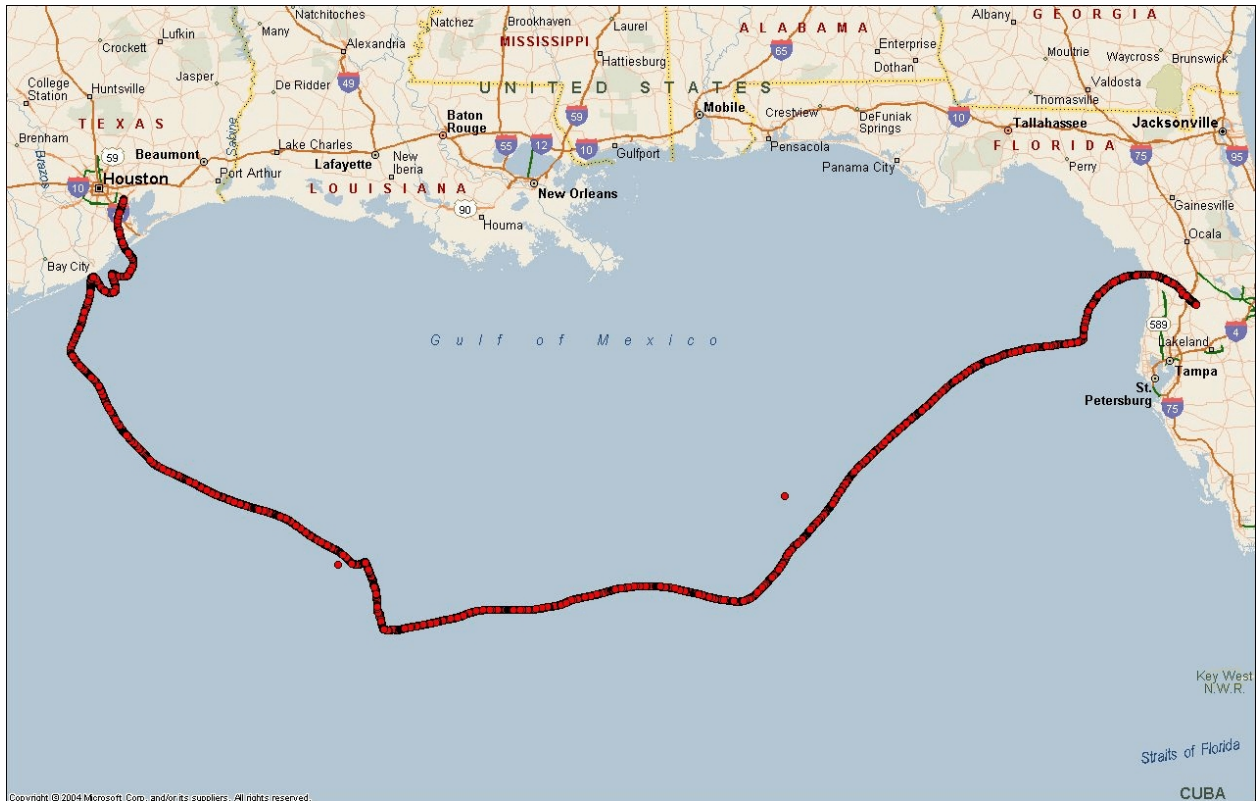 Natchitoches
Many
Natchez
Brookhaven
Laurel
ALABAMA
Albany
GEORGIA
Crockett
Lufkin
Alexandria
MISSISSIPPI
Hattiesburg
65
Enterprise
Dothan
Moultrie
Waycross
Brunswick
College
Station
Huntsville
Jasper
De Ridder
49
UNITED STATES
Valdosta
Thomasville
TEXAS
Sabine
Baton
Rouge
59
Mobile
Crestview
DeFuniak
Springs
10
Tallahassee
Jacksonville
Brenham
Brazos
59
Beaumont
Lake Charles
Lafayette
New
Iberia
55
12
10
Gulfport
Pensacola
Panama City
FLORIDA
Perry
75
95
10
Houston
Port Arthur
LOUISIANA
New Orleans
90
Houma
Gainesville
Ocala
Bay City
Gulf of Mexico
589
4
Lakeland
Tampa
St.
Petersburg
75
Key West
N.W.R.
Straits of Florida
CUBA
Copyright © 2004 Microsoft Corp. and/or its suppliers. All rights reserved.